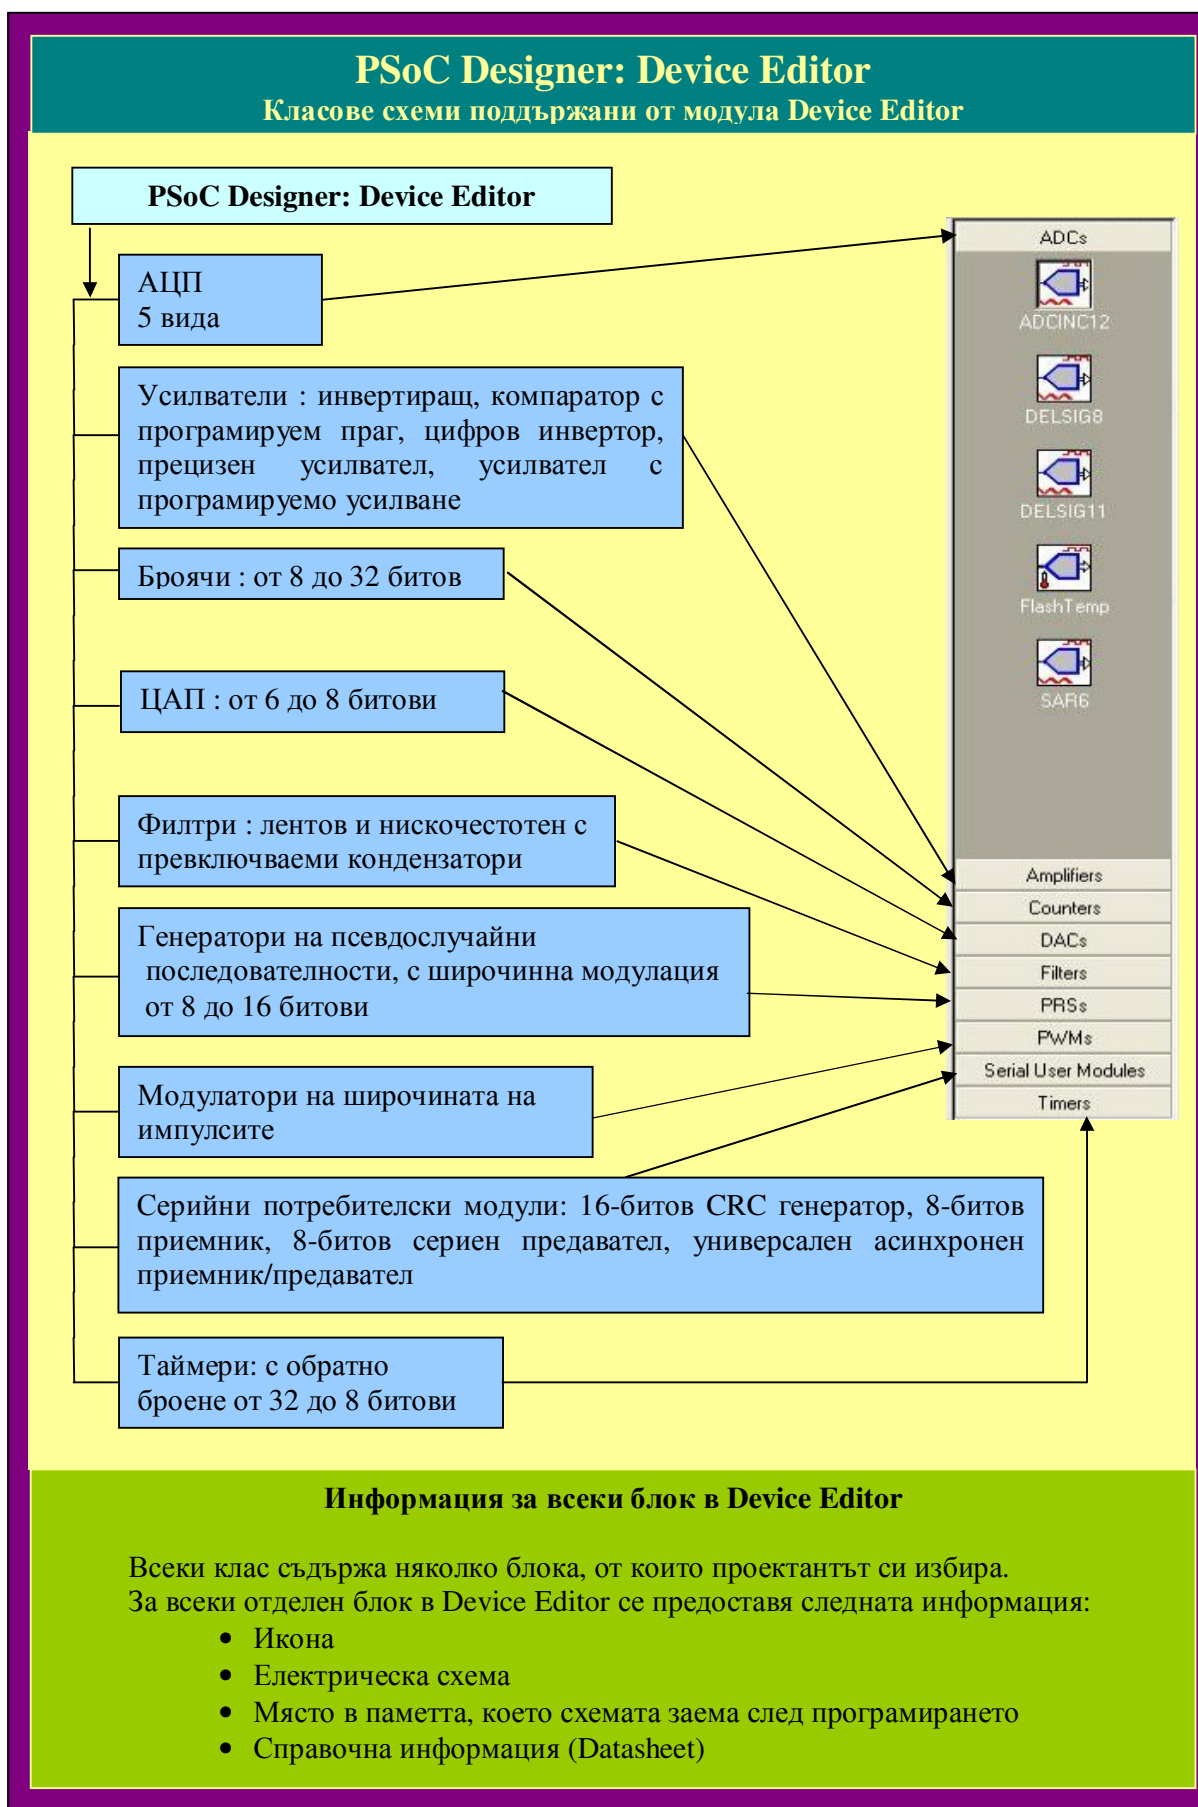 PSoC Designer: Device Editor
Класове схеми поддържани от модула Device Editor
PSoC Designer: Device Editor
АЦП
5 вида
Усилватели : инвертиращ, компаратор с
програмируем праг, цифров инвертор,
прецизен усилвател, усилвател с
програмируемо усилване
Броячи : от 8 до 32 битов
ЦАП : от 6 до 8 битови
Филтри : лентов и нискочестотен с
превключваеми кондензатори
Генератори на псевдослучайни
последователности, с широчинна модулация
от 8 до 16 битови
Модулатори на широчината на
импулсите
Серийни потребителски модули: 16-битов CRC генератор, 8-битов
приемник, 8-битов сериен предавател, универсален асинхронен
приемник/предавател
Таймери: с обратно
броене от 32 до 8 битови
ADCs
ADCINC12
DELSIG8
DELSIG11
FlashTemp
SAR6
Amplifiers
Counters
DACs
Filters
PRSs
PWMs
Serial User Modules
Timers
Информация за всеки блок в Device Editor
Всеки клас съдържа няколко блока, от които проектантът си избира.
За всеки отделен блок в Device Editor се предоставя следната информация:
• Икона
• Електрическа схема
• Място в паметта, което схемата заема след програмирането
• Справочна информация (Datasheet)